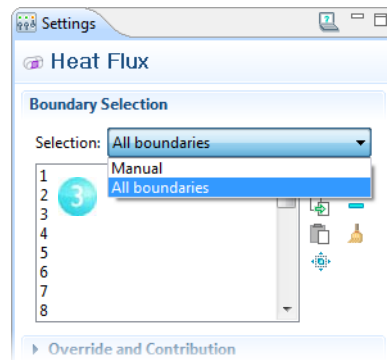 Settings
Heat Flux
Boundary Selection
Selection: All boundaries
Manual
All boundaries
1
2
3
3
4
5
6
7
8
Override and Contribution